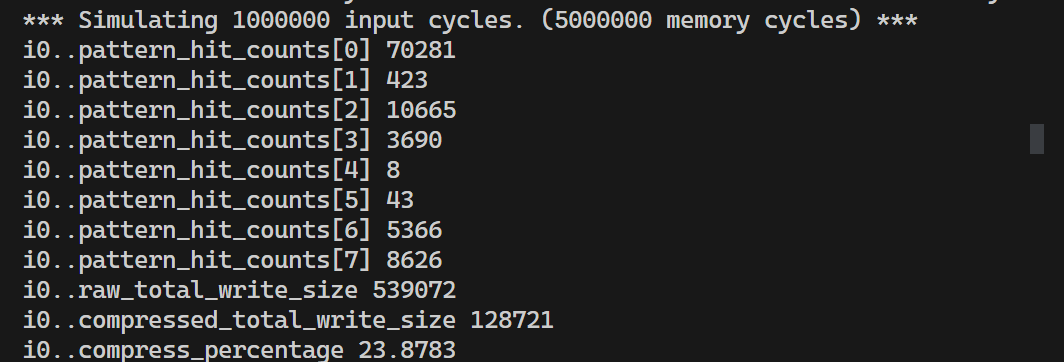 *** Simulating 1000000 input cycles. (5000000 memory cycles) ***
i0..pattern_hit_counts[0] 70281
i0..pattern_hit_counts[1] 423
i0..pattern_hit_counts[2] 10665
i0..pattern_hit_counts[3] 3690
i0..pattern_hit_counts[4] 8
i0..pattern_hit_counts[5] 43
i0..pattern_hit_counts[6] 5366
i0..pattern_hit_counts[7] 8626
i0..raw_total_write_size 539072
i0..compressed_total_write_size 128721
i0..compress_percentage 23.8783